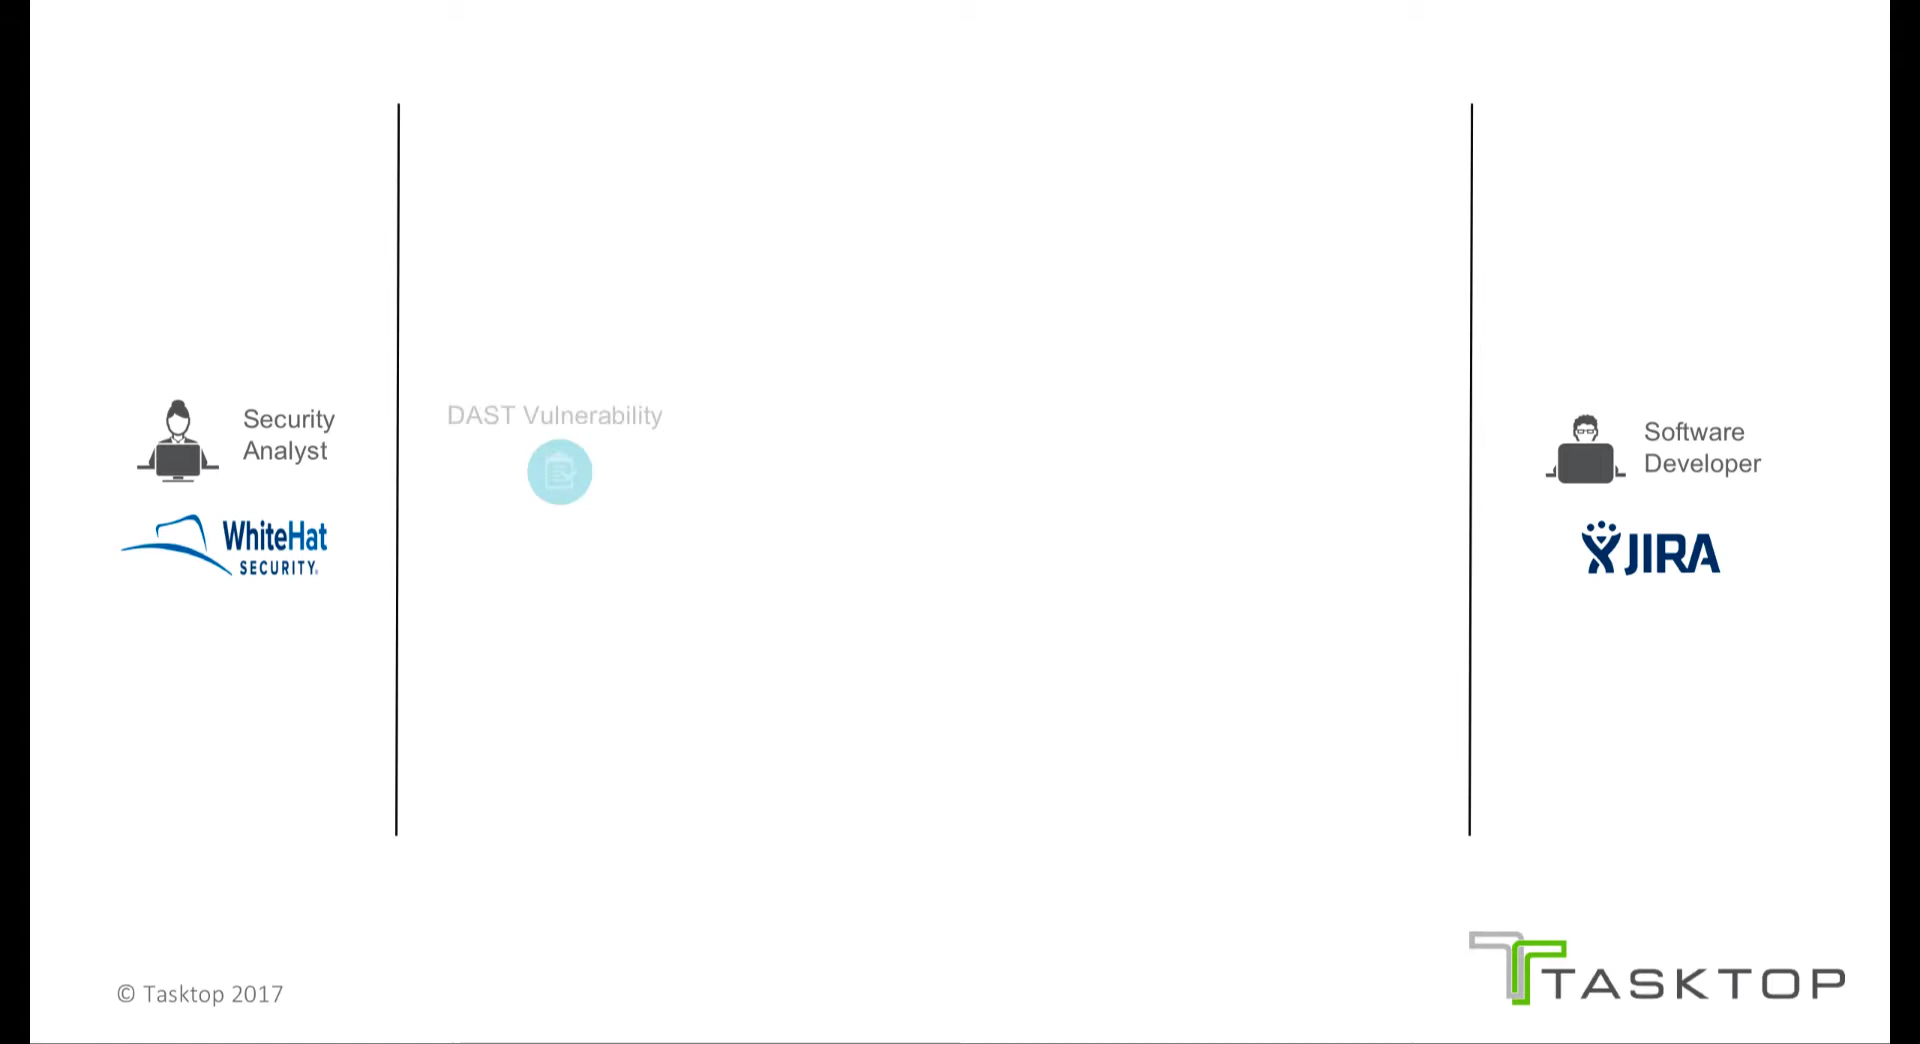 Security
Analyst
WhiteHat
SECURITY.
DAST Vulnerability
Software
Developer
JIRA
© Tasktop 2017
TASKTOP